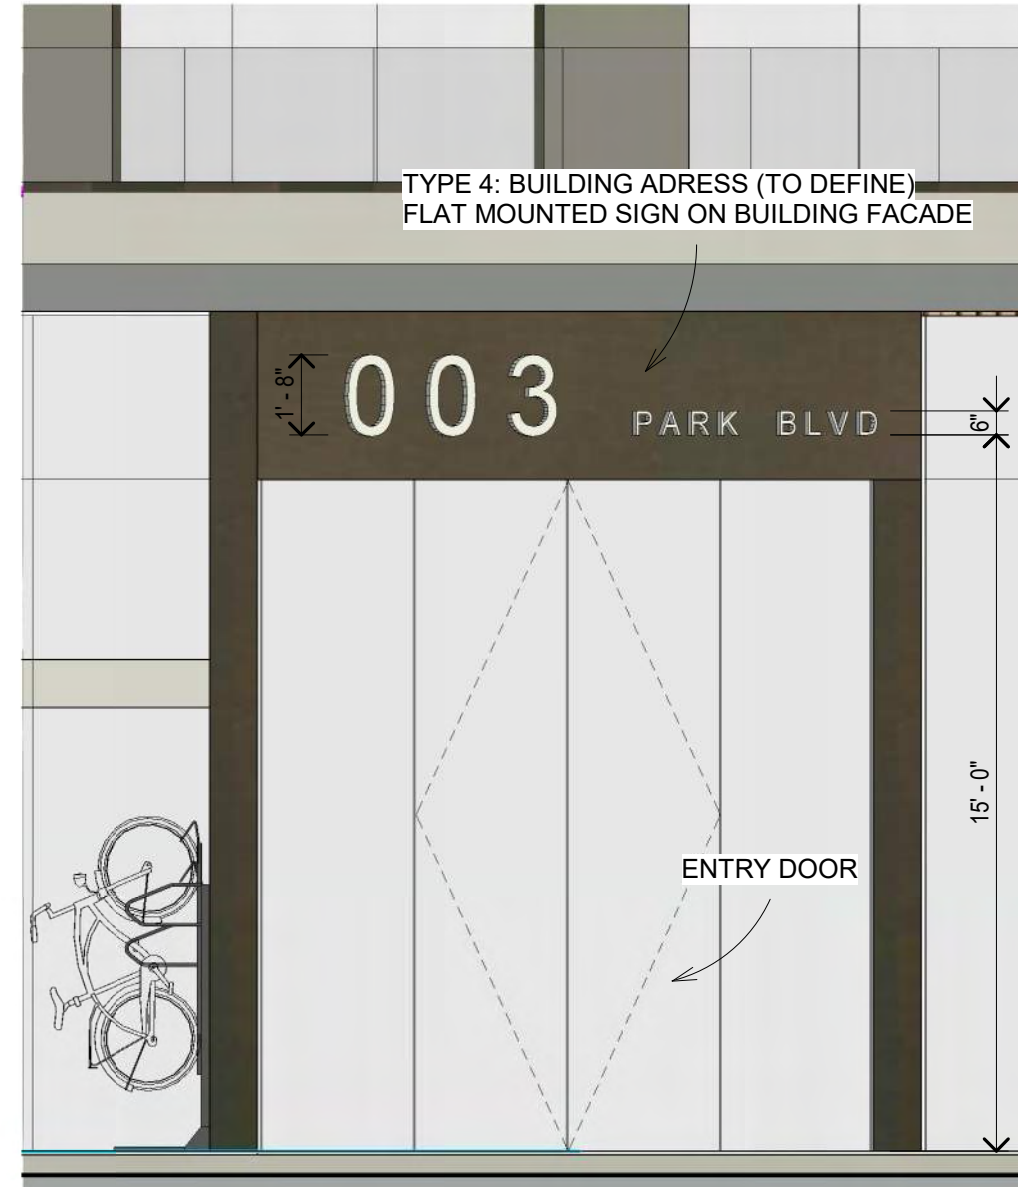 TYPE 4: BUILDING ADRESS (TO DEFINE)
FLAT MOUNTED SIGN ON BUILDING FACADE
1' - 8"
003
PARK BLVD
6"
15' - 0"
ENTRY DOOR